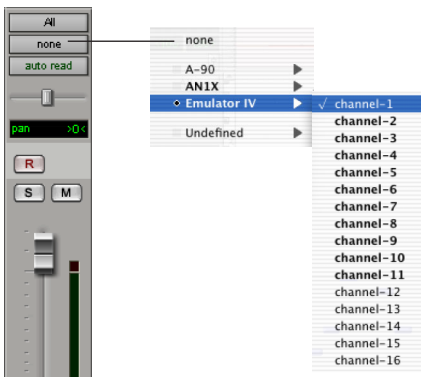 All
none
auto read
pan >0<
R
S M
none
A-90
AN1X
Emulator IV
Undefined
√ channel-1
channel-2
channel-3
channel-4
channel-5
channel-6
channel-7
channel-8
channel-9
channel-10
channel-11
channel-12
channel-13
channel-14
channel-15
channel-16